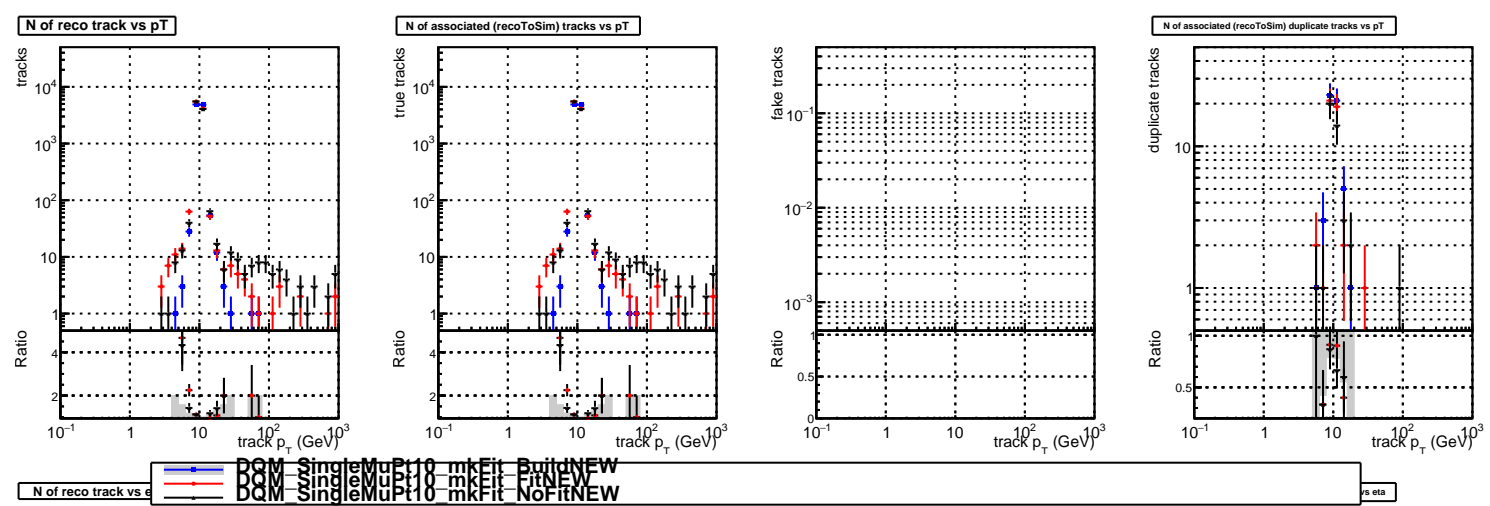 N of reco track vs pT
N of associated (recoToSim) tracks vs pT
N of associated (recoToSim) duplicate tracks vs pT
tracks
10^4
10^3
10^2
10
1
Ratio
4
2
10^−1
1
10
10^2
10^3
track p_T (GeV)
true tracks
10^4
10^3
10^2
10
1
Ratio
4
2
10^−1
1
10
10^2
10^3
track p_T (GeV)
fake tracks
10^−1
10^−2
10^−3
Ratio
1
0.5
0
10^−1
1
10
10^2
10^3
track p_T (GeV)
duplicate tracks
10
1
Ratio
1
0.5
10^−1
1
10
10^2
10^3
track p_T (GeV)
DQM_SingleMuPt10_mkFit_BuildNEW
DQM_SingleMuPt10_mkFit_FitNEW
DQM_SingleMuPt10_mkFit_NoFitNEW
N of reco track vs
vs eta